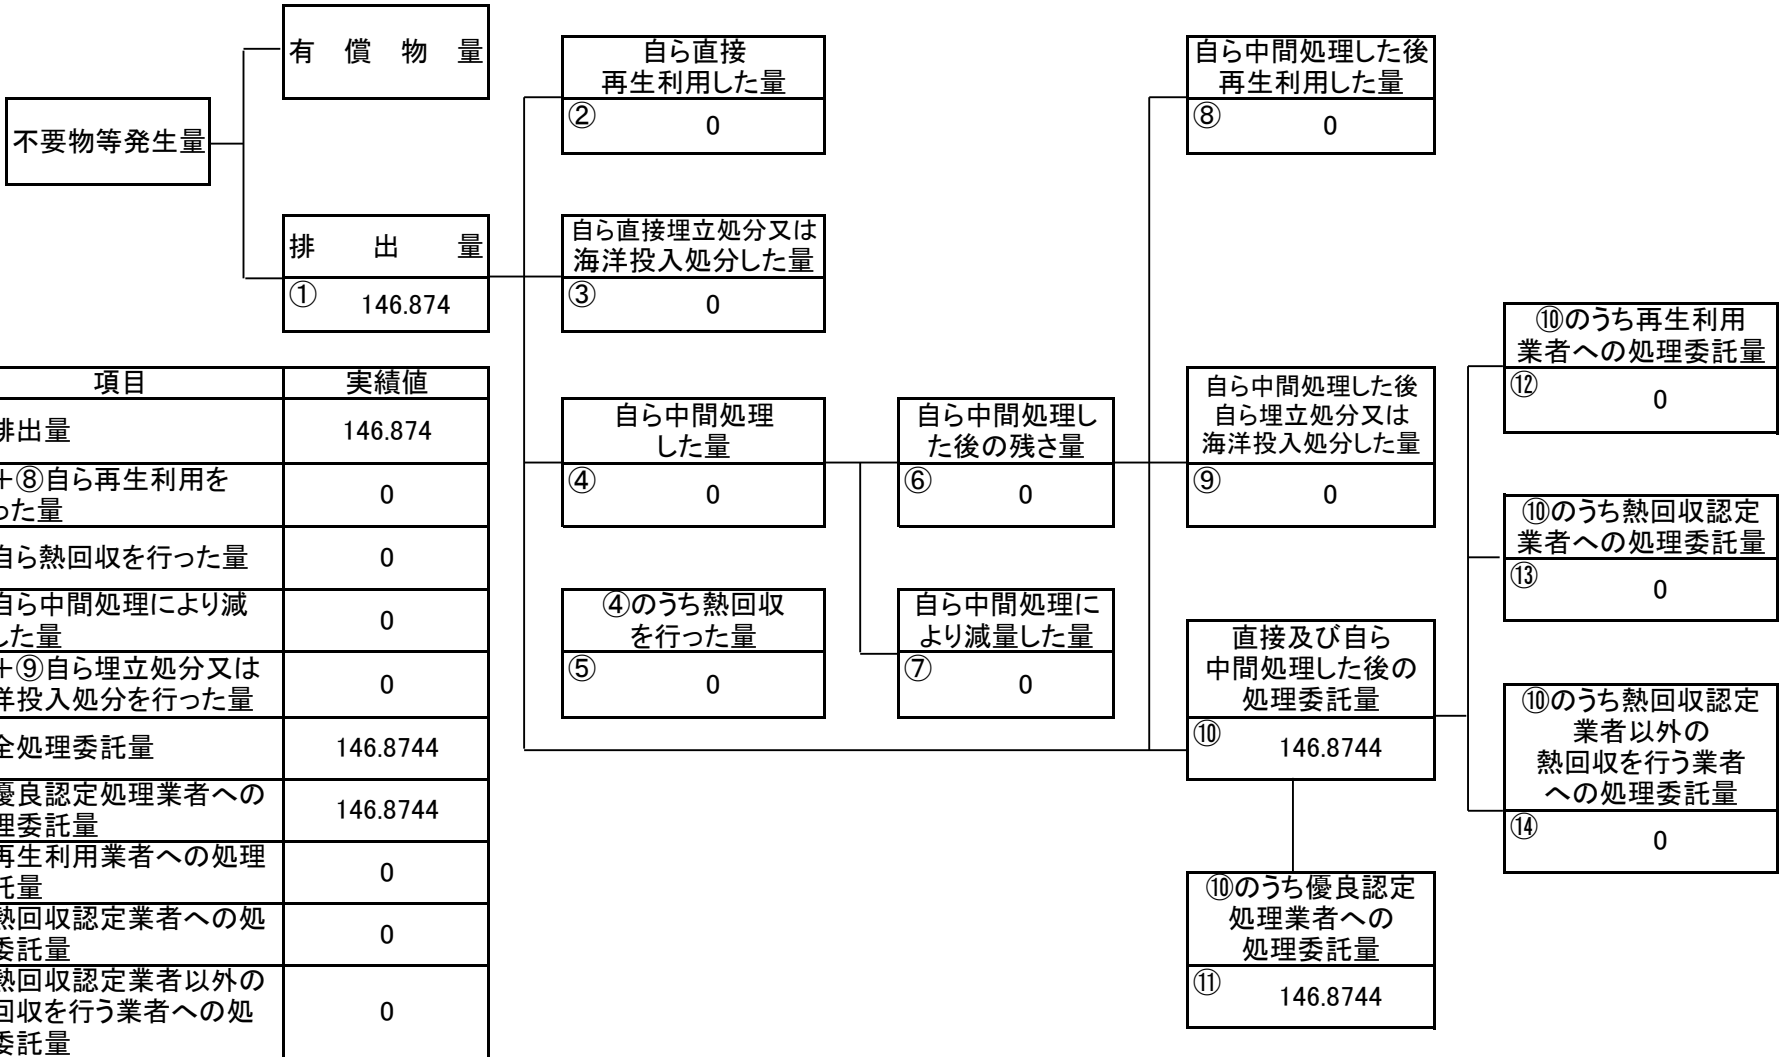 有償物量
不要物等発生量
排出量
①
146.874
自ら直接
再生利用した量
②
0
自ら直接埋立処分又は
海洋投入処分した量
③
0
自ら中間処理
した量
④
0
④のうち熱回収
を行った量
⑤
0
自ら中間処理し
た後の残さ量
⑥
0
自ら中間処理に
より減量した量
⑦
0
自ら中間処理した後
再生利用した量
⑧
0
自ら中間処理した後
自ら埋立処分又は
海洋投入処分した量
⑨
0
直接及び自ら
中間処理した後の
処理委託量
⑩
146.8744
⑩のうち優良認定
処理業者への
処理委託量
⑪
146.8744
⑩のうち再生利用
業者への処理委託量
⑫
0
⑩のうち熱回収認定
業者への処理委託量
⑬
0
⑩のうち熱回収認定
業者以外の
熱回収を行う業者
への処理委託量
⑭
0
項目
実績値
排出量
146.874
+⑧自ら再生利用を
った量
0
自ら熱回収を行った量
0
自ら中間処理により減
した量
0
+⑨自ら埋立処分又は
洋投入処分を行った量
0
全処理委託量
146.8744
優良認定処理業者への
理委託量
146.8744
再生利用業者への処理
託量
0
熱回収認定業者への処
委託量
0
熱回収認定業者以外の
回収を行う業者への処
委託量
0